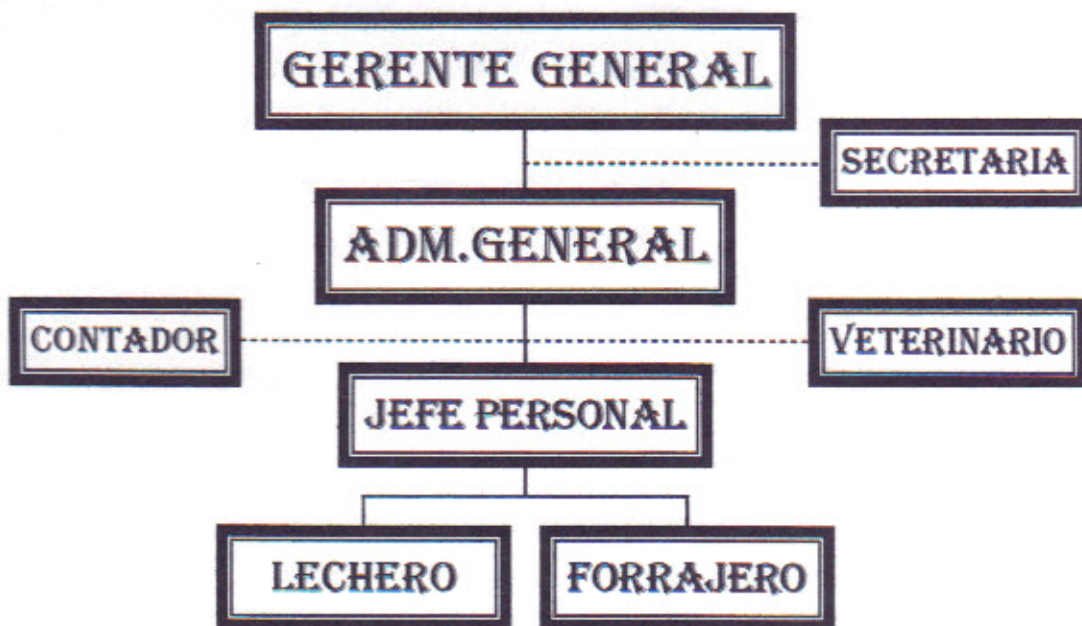 GERENTE GENERAL
SECRETARIA
ADM.GENERAL
CONTADOR
VETERINARIO
JEFE PERSONAL
LECHERO
FORRAJERO